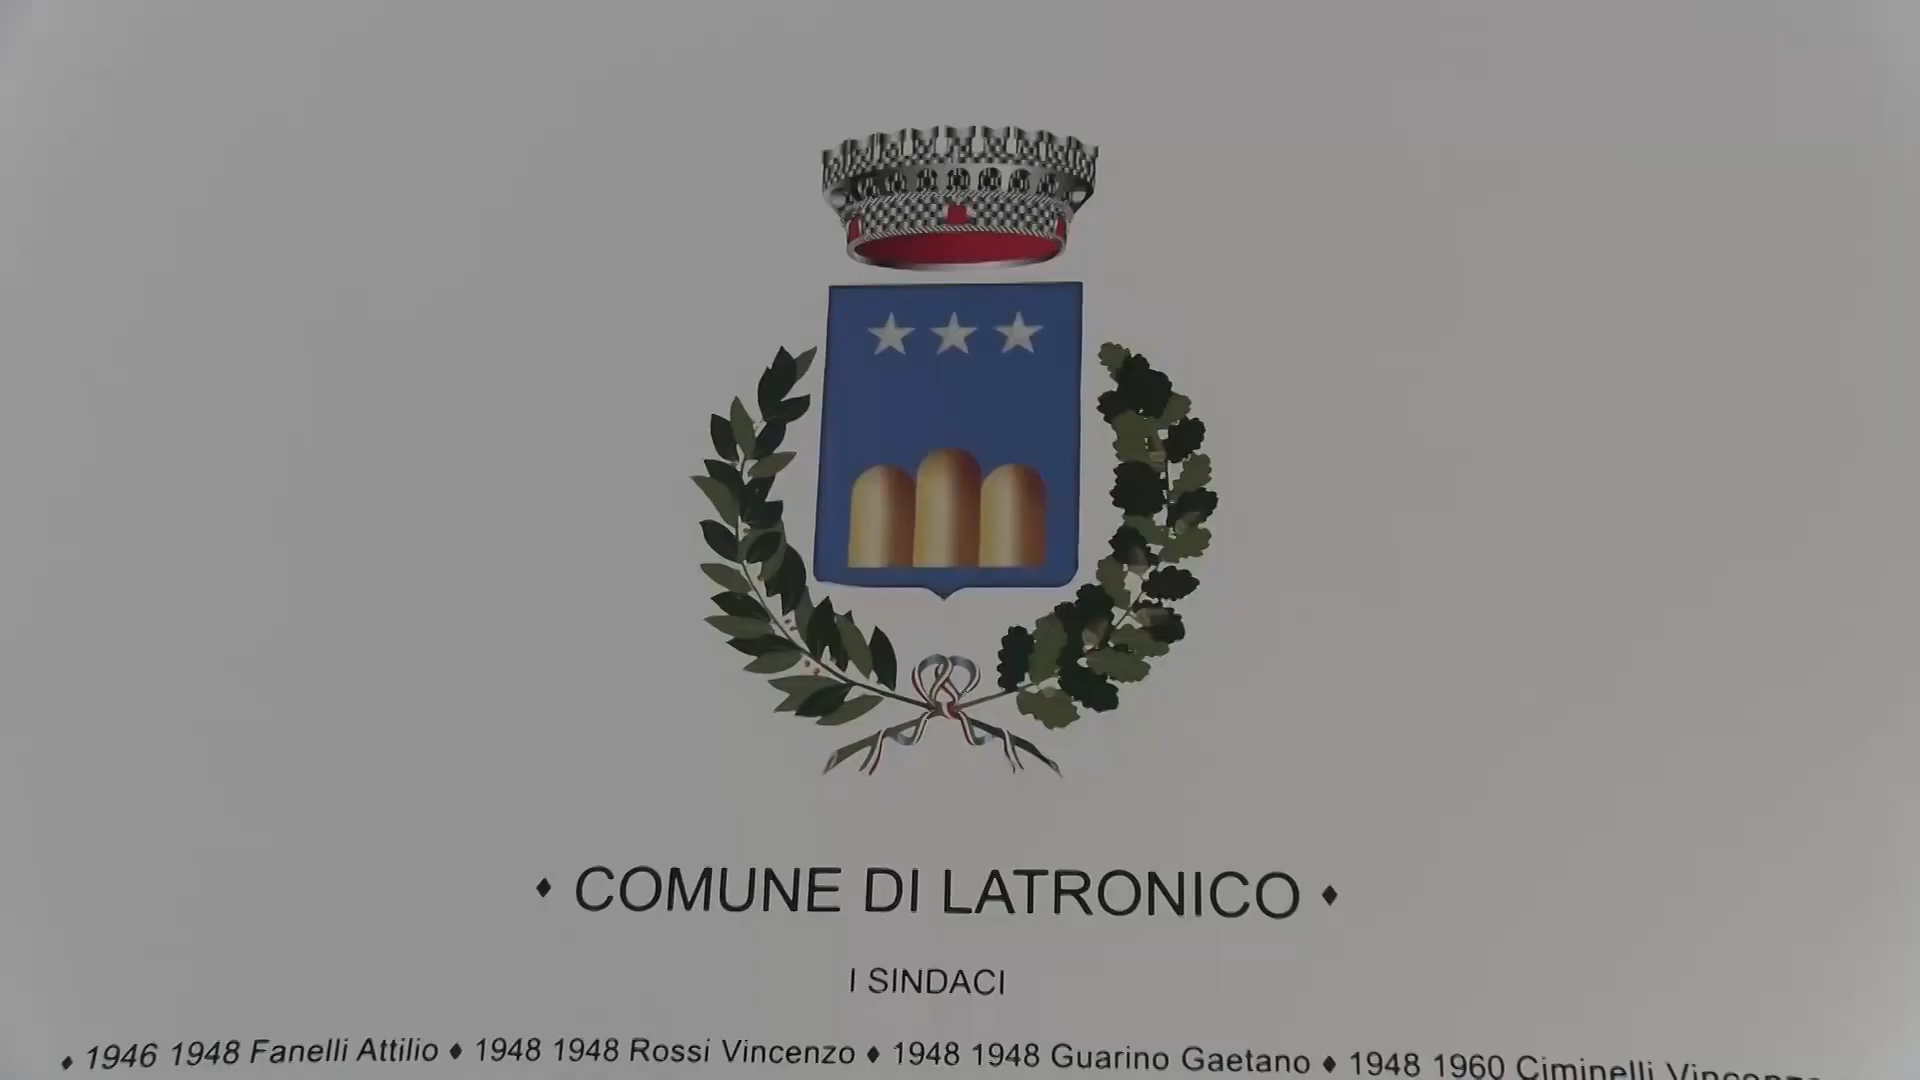 ♦ COMUNE DI LATRONICO ♦
I SINDACI
♦ 1946 1948 Fanelli Attilio ♦ 1948 1948 Rossi Vincenzo ♦ 1948 1948 Guarino Gaetano ♦ 1948 1960 Ciminelli Vincenzo